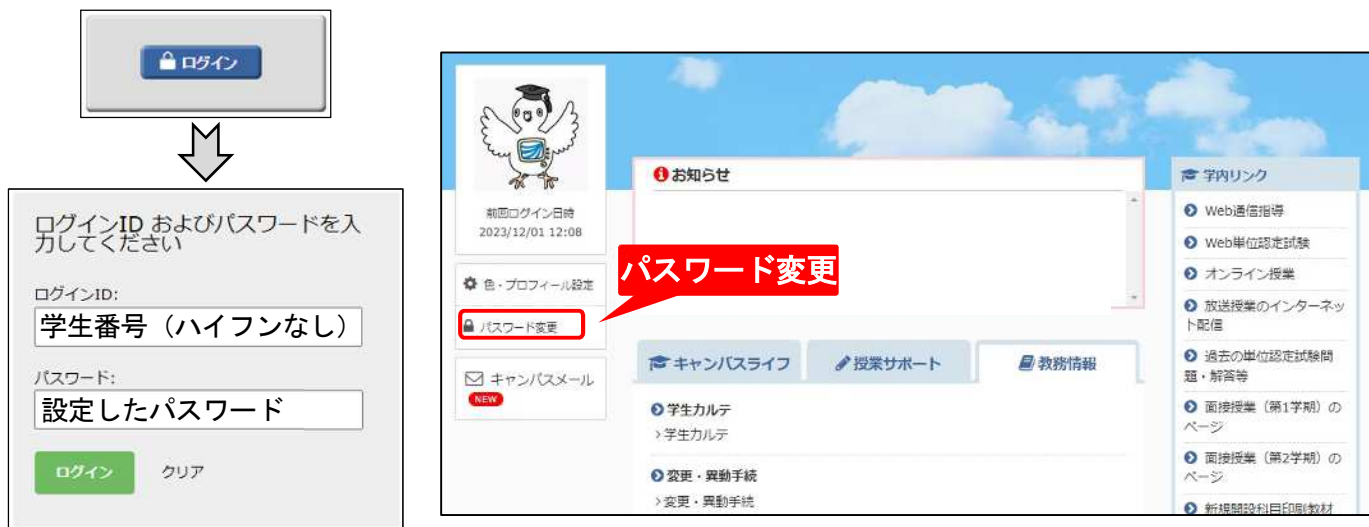 ログイン
ログインID およびパスワードを入
力してください
ログインID:
学生番号（ハイフンなし）
パスワード:
設定したパスワード
ログイン
クリア
前回ログイン日時
2023/12/01 12:08
色・プロフィール設定
パスワード変更
キャンパスメール
NEW
お知らせ
パスワード変更
キャンパスライフ
授業サポート
教務情報
学生カルテ
›学生カルテ
変更・異動手続
›変更・異動手続
学内リンク
Web通信指導
Web単位認定試験
オンライン授業
放送授業のインターネッ
ト配信
過去の単位認定試験問
題・解答等
面接授業（第1学期）の
ページ
面接授業（第2学期）の
ページ
新規開設科目印刷教材